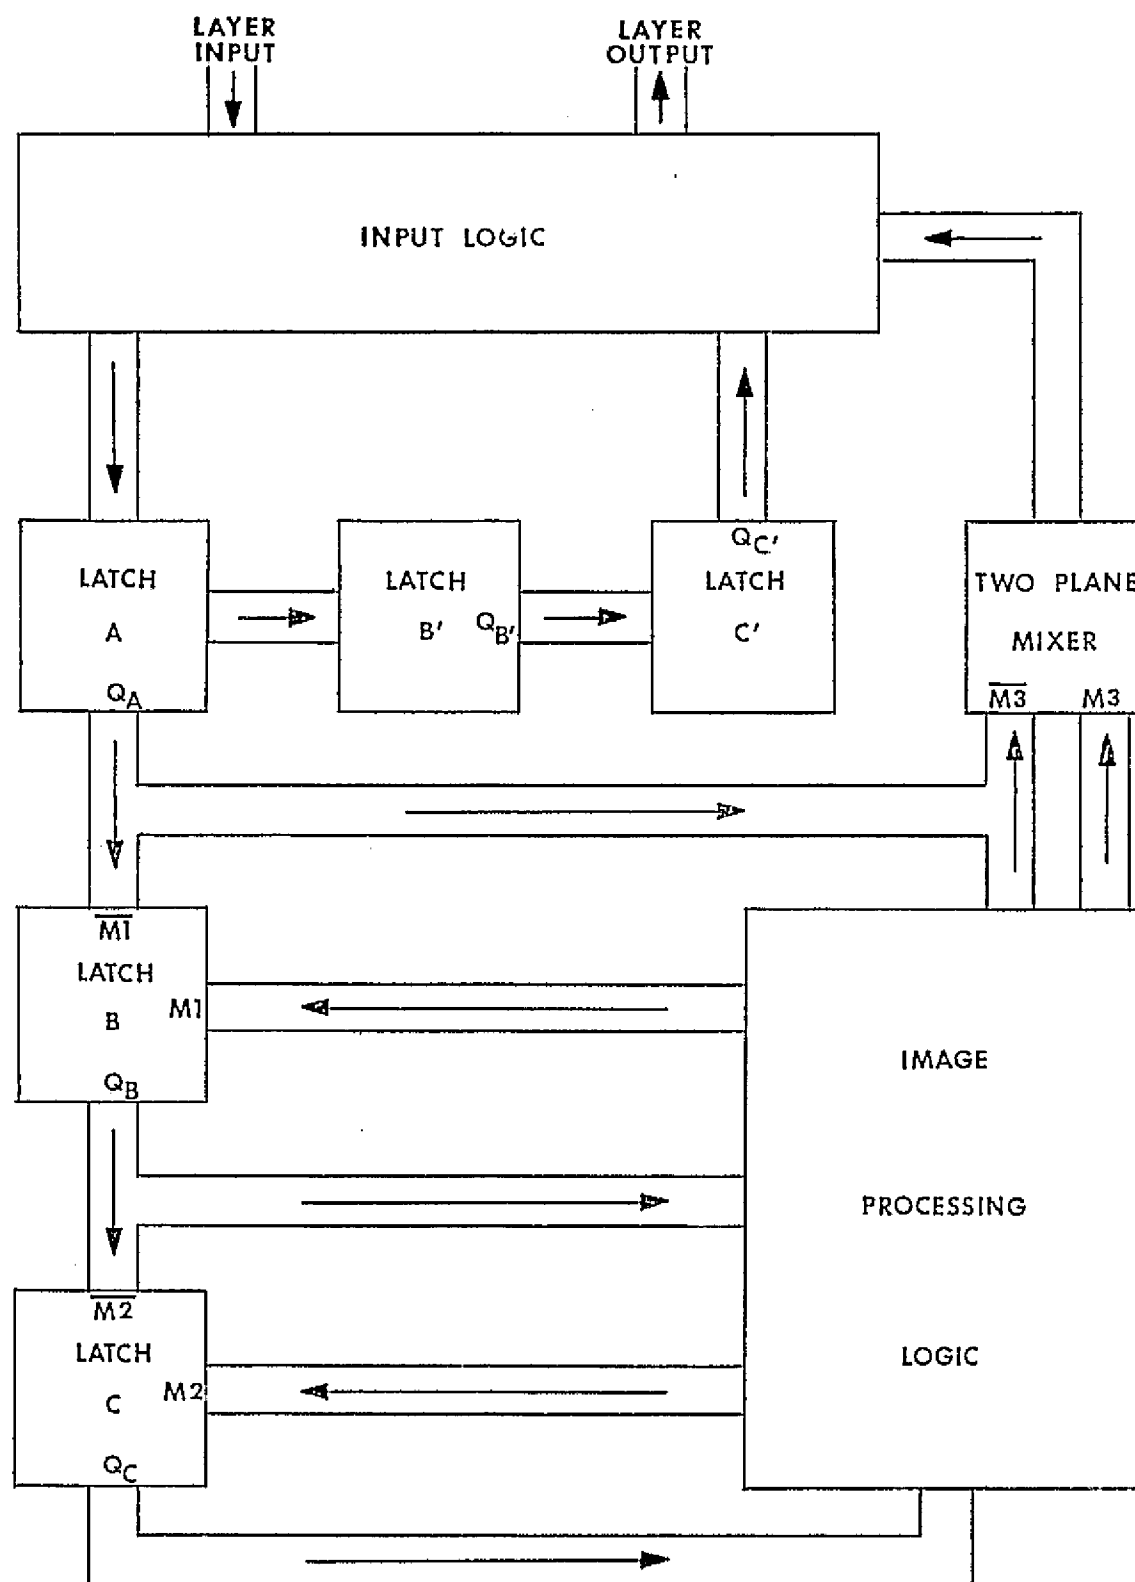 LAYER
INPUT
LAYER
OUTPUT
INPUT LOGIC
LATCH
A
QA
LATCH
B'
QB'
QC'
LATCH
C'
TWO PLANE
MIXER
M3̅ M3
M1̅
LATCH
B
M1
QB
M2̅
LATCH
C
M2
QC
IMAGE
PROCESSING
LOGIC